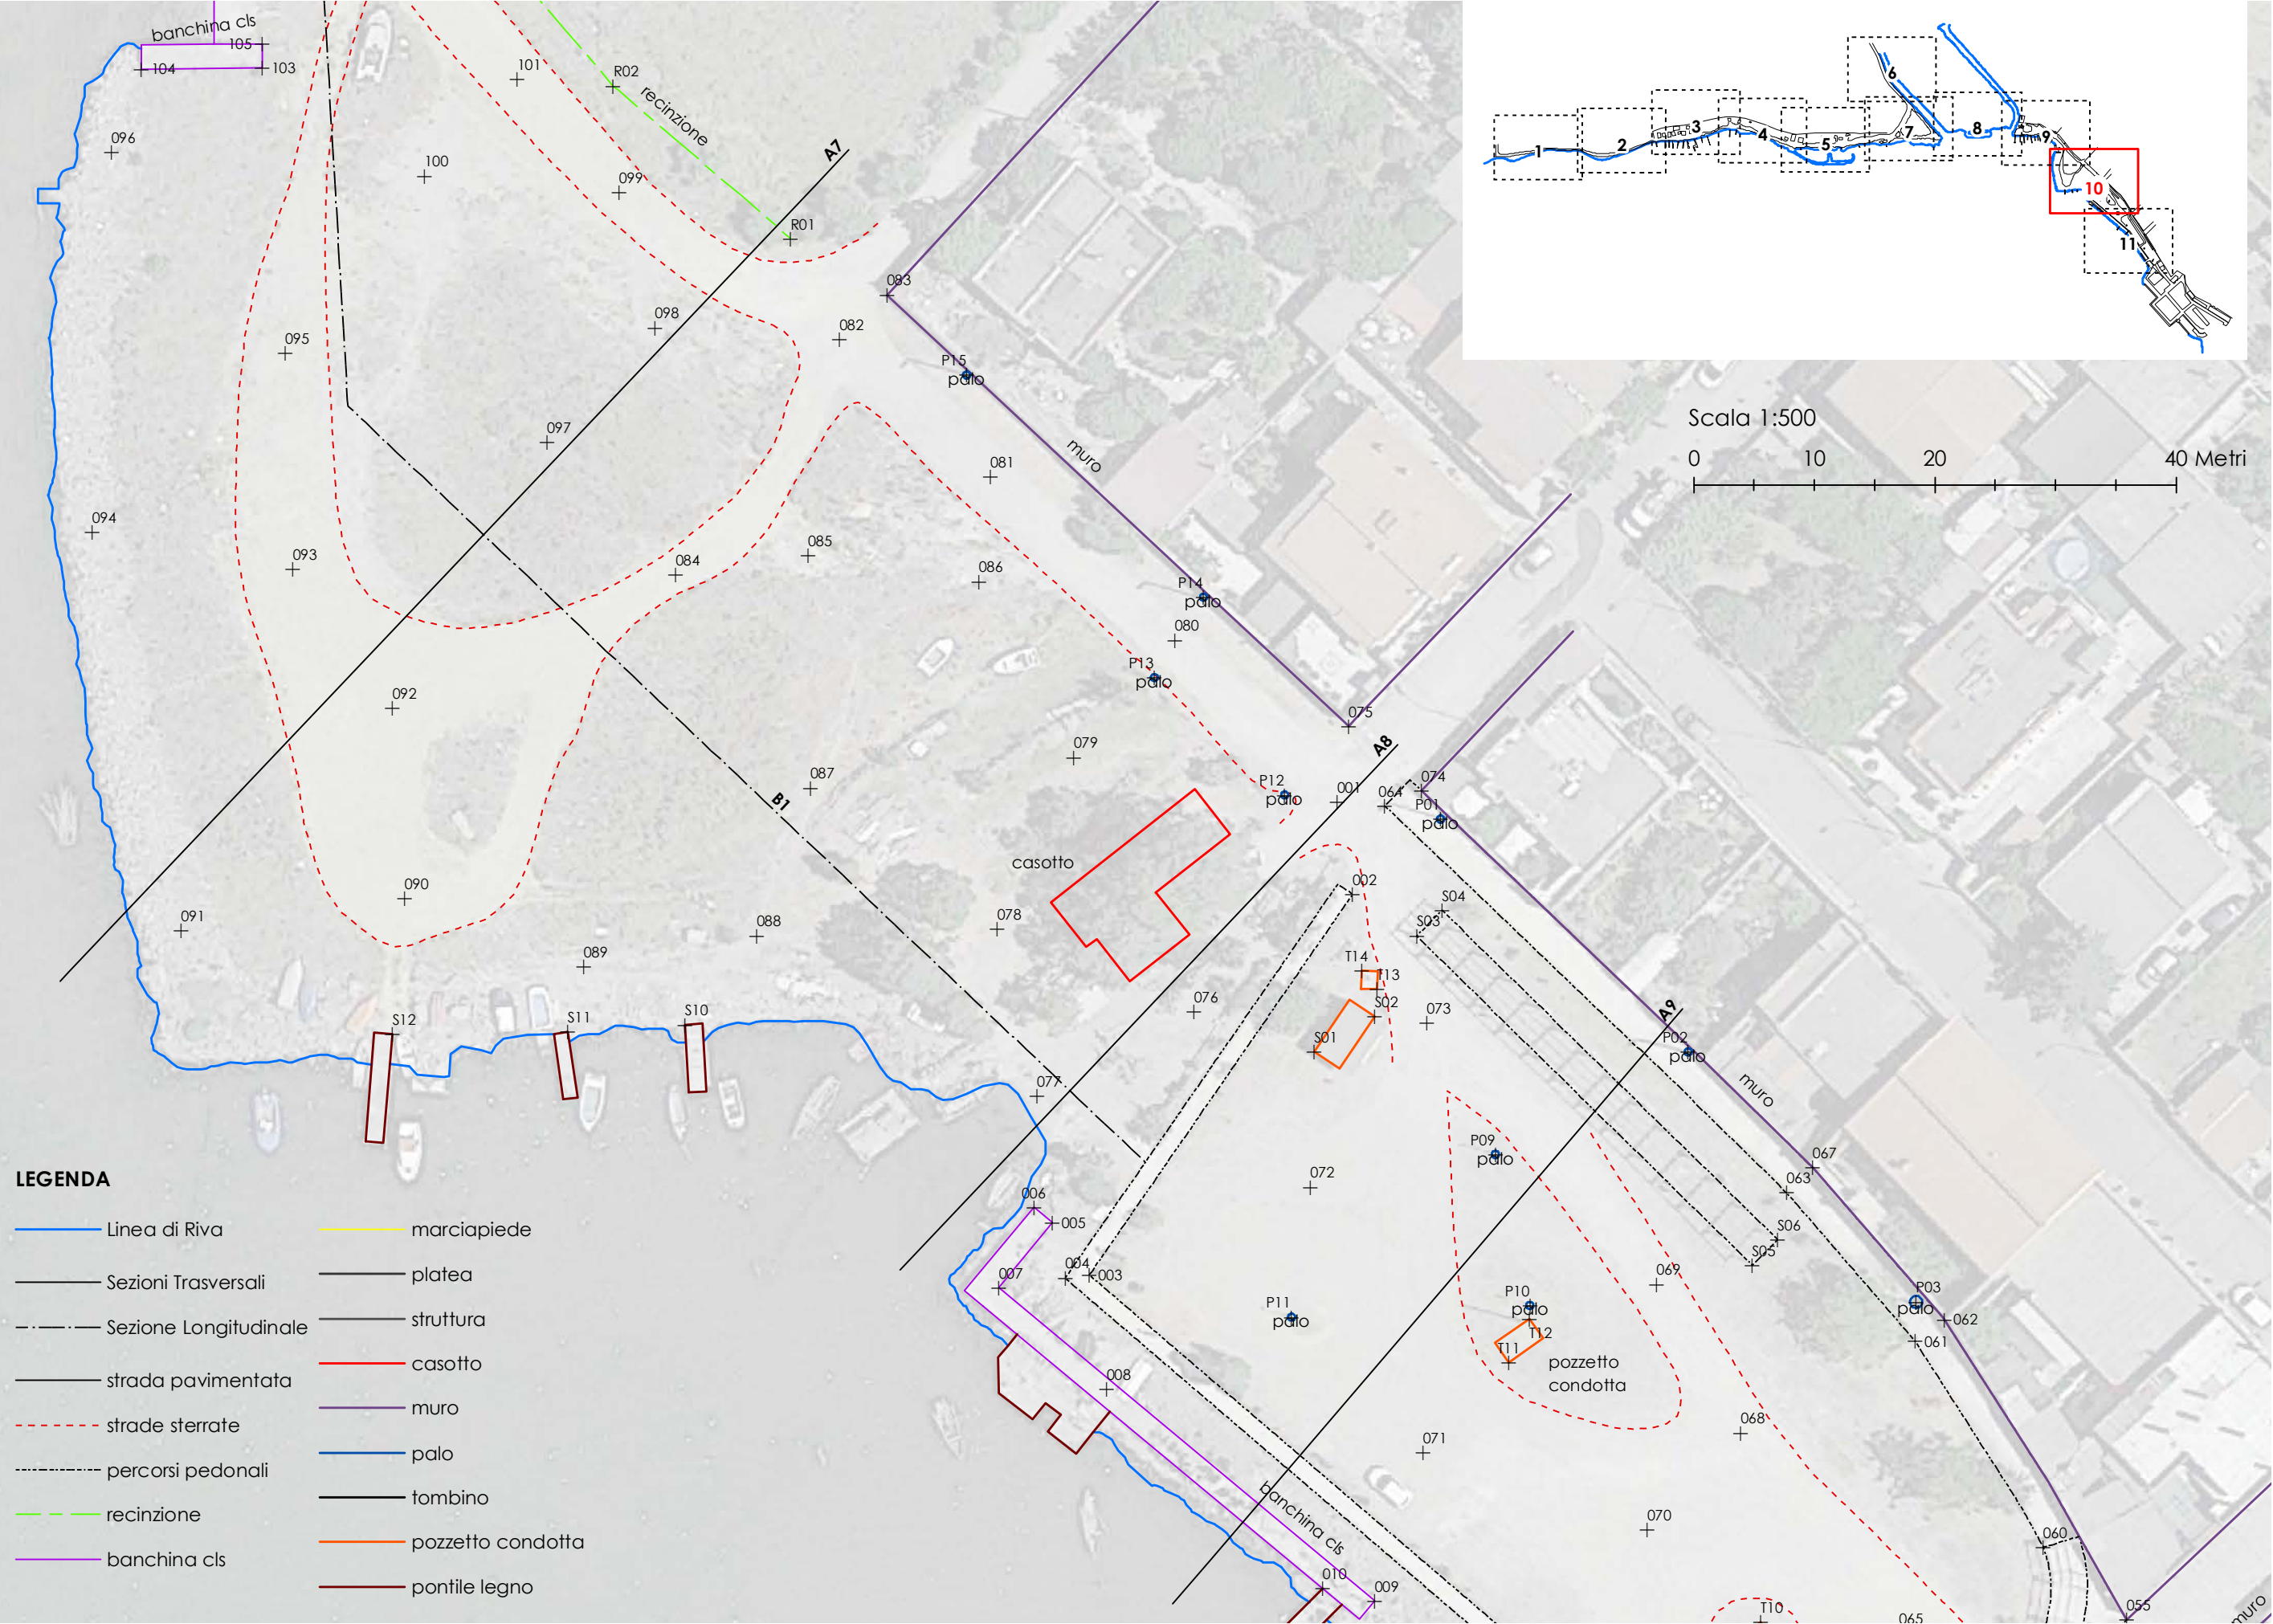 banchina cls
105
104
103
101
R02
recinzione
A7
096
100
099
R01
083
098
082
095
P15
palo
097
muro
081
094
093
084
085
086
P14
palo
080
P13
palo
092
075
A8
079
087
B1
P12
palo
001
064
074
P01
palo
casotto
090
002
091
088
078
S04
S03
089
T14
T13
S02
076
073
A9
S12
S11
S10
S01
P02
palo
077
muro
P09
palo
067
072
063
006
005
S06
S05
004
003
007
069
P11
palo
P10
palo
T12
T11
P03
palo
062
061
pozzetto
condotta
008
068
071
banchina cls
070
060
010
009
T10
065
055
muro
1
2
3
4
5
6
7
8
9
10
11
Scala 1:500
0 10 20 40 Metri
LEGENDA
Linea di Riva
Sezioni Trasversali
Sezione Longitudinale
strada pavimentata
strade sterrate
percorsi pedonali
recinzione
banchina cls
marciapiede
platea
struttura
casotto
muro
palo
tombino
pozzetto condotta
pontile legno